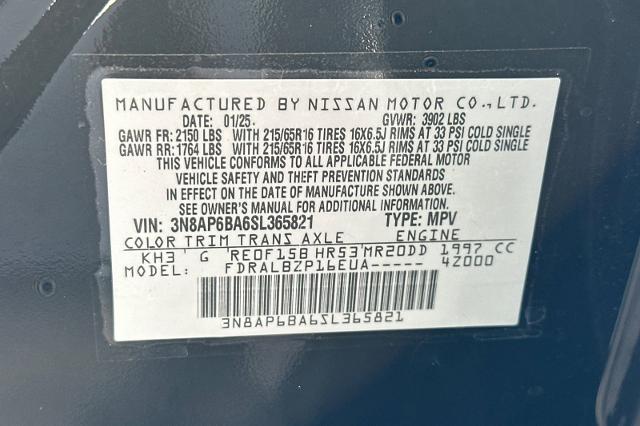 MANUFACTURED BY NISSAN MOTOR CO., LTD.
DATE: 01/25. GVWR: 3902 LBS
GAWR FR: 2150 LBS WITH 215/65R16 TIRES 16X6.5J RIMS AT 33 PSI COLD SINGLE
GAWR RR: 1764 LBS WITH 215/65R16 TIRES 16X6.5J RIMS AT 33 PSI COLD SINGLE
THIS VEHICLE CONFORMS TO ALL APPLICABLE FEDERAL MOTOR
VEHICLE SAFETY AND THEFT PREVENTION STANDARDS
IN EFFECT ON THE DATE OF MANUFACTURE SHOWN ABOVE.
SEE OWNER'S MANUAL FOR ADDITIONAL INFORMATION.
VIN: 3N8AP6BA6SL365821 TYPE: MPV
COLOR TRIM TRANS AXLE ENGINE
KH3 G RE0F15B HR53 MR20DD 1997 CC
MODEL: FDRALBZP16EUA----- 4Z000
3N8AP6BA6SL365821